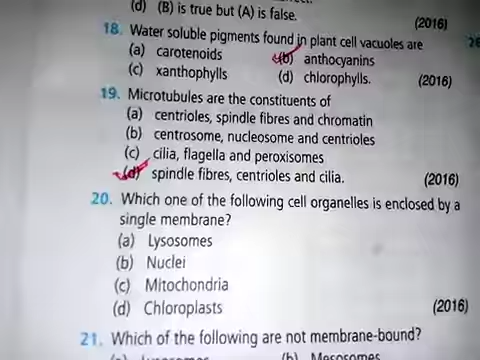 (d) (B) is true but (A) is false. (2016)
18. Water soluble pigments found in plant cell vacuoles are
(a) carotenoids (b) anthocyanins
(c) xanthophylls (d) chlorophylls. (2016)
19. Microtubules are the constituents of
(a) centrioles, spindle fibres and chromatin
(b) centrosome, nucleosome and centrioles
(c) cilia, flagella and peroxisomes
(d) spindle fibres, centrioles and cilia. (2016)
20. Which one of the following cell organelles is enclosed by a
single membrane?
(a) Lysosomes
(b) Nuclei
(c) Mitochondria
(d) Chloroplasts (2016)
21. Which of the following are not membrane-bound?
(b) Mesosomes